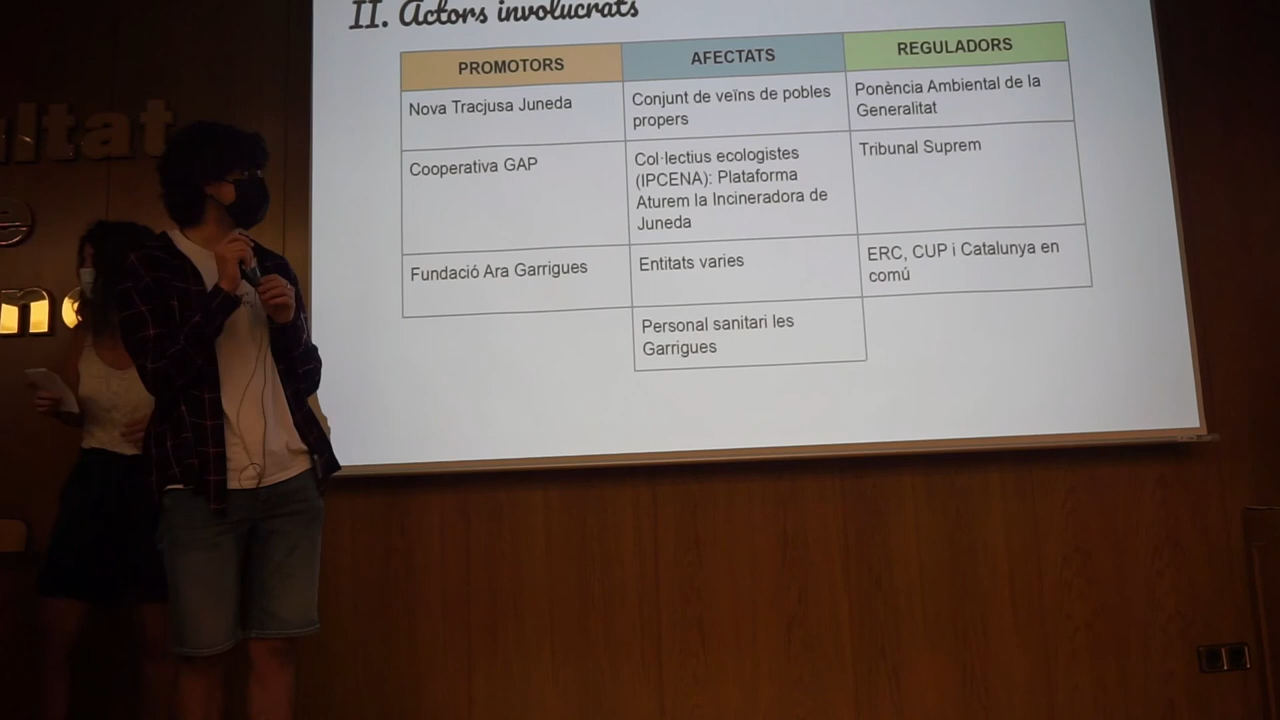 II. Actors involucrats
PROMOTORS
AFECTATS
REGULADORS
Nova Tracjusa Juneda
Conjunt de veïns de pobles
propers
Ponència Ambiental de la
Generalitat
Cooperativa GAP
Col·lectius ecologistes
(IPCENA): Plataforma
Aturem la Incineradora de
Juneda
Tribunal Suprem
Fundació Ara Garrigues
Entitats varies
ERC, CUP i Catalunya en
comú
Personal sanitari les
Garrigues
ultat